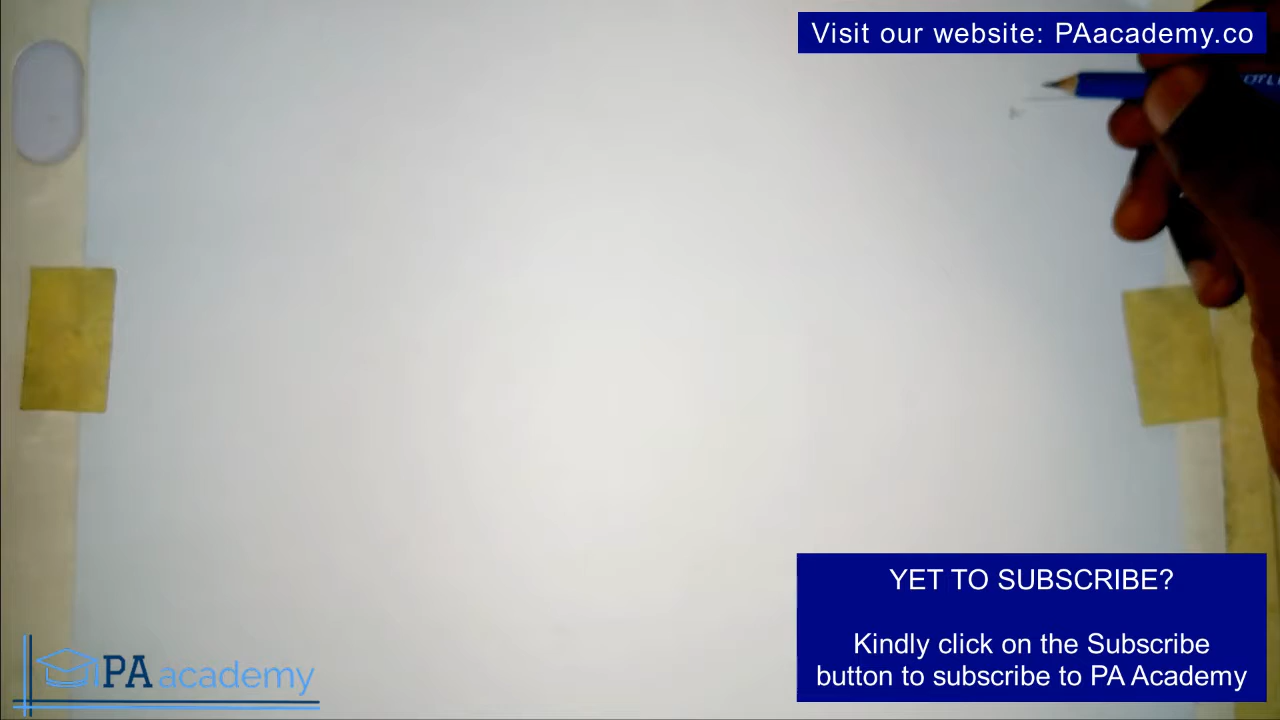 Visit our website: PAacademy.co
YET TO SUBSCRIBE?
Kindly click on the Subscribe
button to subscribe to PA Academy
PA academy